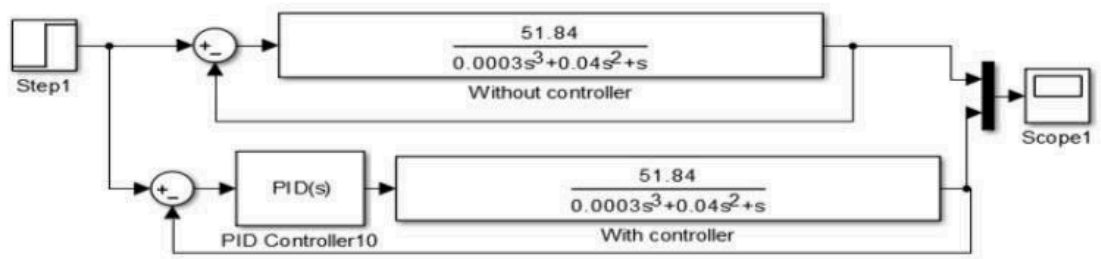 51.84
0.0003s³+0.04s²+s
Step1
Without controller
+
-
Scope1
PID(s)
51.84
0.0003s³+0.04s²+s
+
-
PID Controller10
With controller